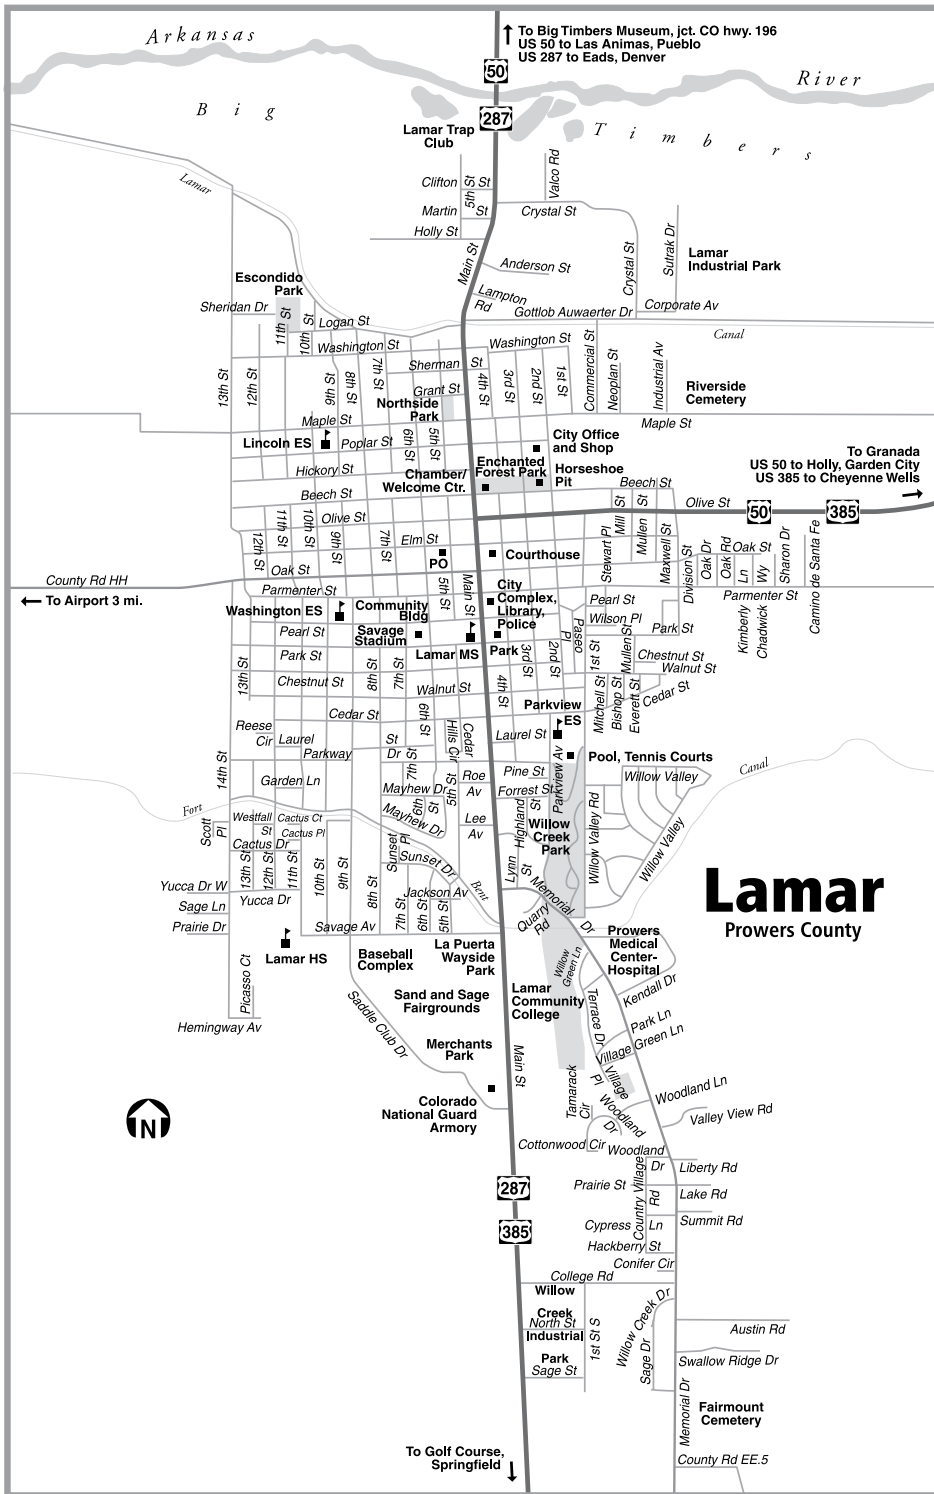 Arkansas
River
To Big Timbers Museum, jct. CO hwy. 196
US 50 to Las Animas, Pueblo
US 287 to Eads, Denver
50
287
Big
Timbers
Lamar Trap
Club
Clifton
St
5th St
Martin
St
Holly St
Valco Rd
Crystal St
Crystal St
Sutrak Dr
Lamar
Industrial Park
Lamar
Main St
Anderson St
Lampton
Rd
Gottlob Auwaerter Dr
Corporate Av
Canal
Escondido
Park
Sheridan Dr
11th St
10th St
Logan St
Washington St
Washington St
Sherman
St
Grant St
Northside
Park
13th St
12th St
9th St
8th St
7th St
4th St
3rd St
2nd St
1st St
Commercial St
Neoplan St
Industrial Av
Riverside
Cemetery
Maple St
Maple St
Lincoln ES
Poplar St
6th St
5th St
Hickory St
City Office
and Shop
Enchanted
Forest Park
Horseshoe
Pit
Chamber/
Welcome Ctr.
Beech St
Beech St
To Granada
US 50 to Holly, Garden City
US 385 to Cheyenne Wells
Olive St
50
385
Olive St
12th St
11th St
10th St
9th St
7th St
Elm St
PO
Courthouse
Stewart Pl
Mill St
Mullen St
Maxwell St
Division St
Oak Dr
Oak Rd
Oak St
Ln
Wy
Sharon Dr
Camino de Santa Fe
Oak St
County Rd HH
To Airport 3 mi.
Parmenter St
Parmenter St
Kimberly
Chadwick
5th St
Main St
City
Complex,
Library,
Police
Washington ES
Community
Bldg
Savage
Stadium
Lamar MS
Park
Pearl St
Pearl St
Wilson Pl
Park St
Paseo
Pl
Park St
Chestnut St
Chestnut St
Walnut St
Walnut St
Cedar St
13th St
8th St
7th St
4th St
3rd St
2nd St
1st St
Mullen St
Mitchell St
Bishop St
Everett St
Parkview
ES
Cedar St
6th St
Reese
Cir
Laurel
Parkway
St
Dr
Hills Cir
Cedar
Laurel St
Pool, Tennis Courts
Canal
14th St
Garden Ln
7th St
Mayhew Dr
5th St
Roe
Av
Pine St
Forrest St
Parkview Av
Willow Valley
Willow Valley Rd
Willow Valley
Fort
Scott
Pl
Westfall
St
Cactus Ct
Cactus Pl
Cactus Dr
6th
St
Mayhew Dr
Lee
Av
Highland
St
Willow
Creek
Park
13th St
12th St
11th St
10th St
9th St
8th St
Sunset
Pl
Sunset Dr
Bent
Lynn
St
Memorial
Dr
Yucca Dr W
Yucca Dr
Sage Ln
Prairie Dr
Savage Av
Jackson Av
7th St
6th St
5th St
Quarry
Rd
Lamar
Prowers County
Lamar HS
Baseball
Complex
La Puerta
Wayside
Park
Willow
Green Ln
Prowers
Medical
Center-
Hospital
Picasco Ct
Hemingway Av
Saddle Club Dr
Sand and Sage
Fairgrounds
Lamar
Community
College
Terrace Dr
Kendall Dr
Park Ln
Village Green Ln
Merchants
Park
Main St
Village
Pl
Tamarack
Cir
Woodland
Dr
Woodland Ln
Valley View Rd
Colorado
National Guard
Armory
N
Cottonwood Cir
Woodland
Dr
Liberty Rd
287
Prairie St
Country Village
Rd
Lake Rd
385
Cypress
Ln
Summit Rd
Hackberry St
Conifer Cir
College Rd
Willow
Creek
North St
Industrial
Park
Sage St
1st St S
Willow Creek Dr
Sage Dr
Austin Rd
Swallow Ridge Dr
Memorial Dr
Fairmount
Cemetery
To Golf Course,
Springfield
County Rd EE.5